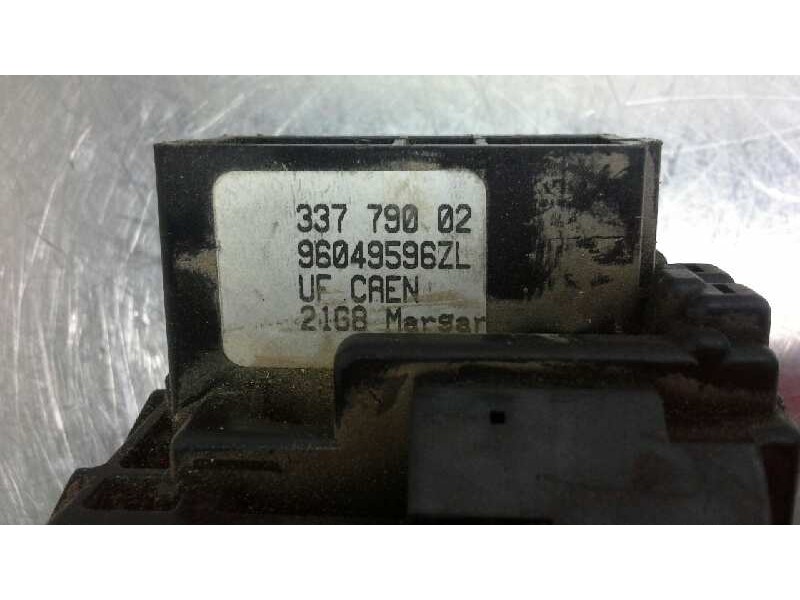 337 790 02
96049596ZL
UF CAEN
21G8 Margar